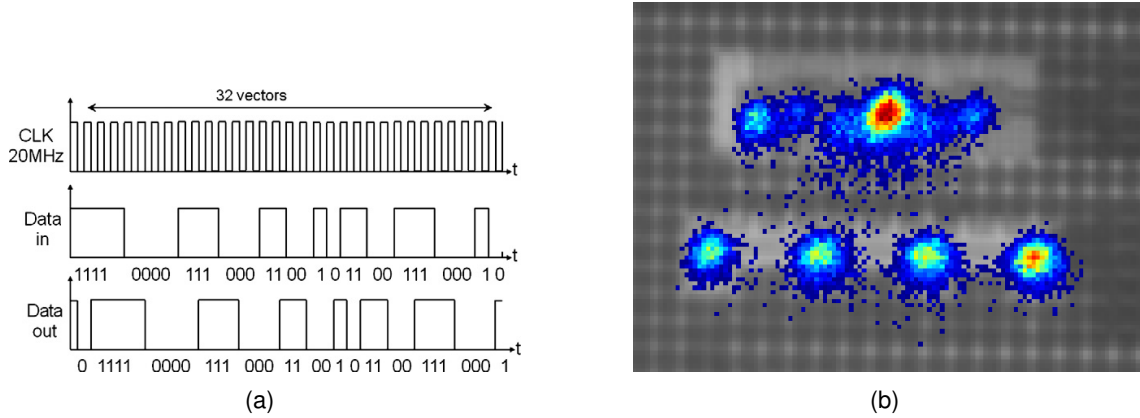 32 vectors
CLK
20MHz
t
Data
in
t
11111 0000 111 000 11 00 1 0 11 00 111 000 1 0
Data
out
t
0 1111 0000 111 000 11 00 1 0 11 00 111 000 1
(a)
(b)